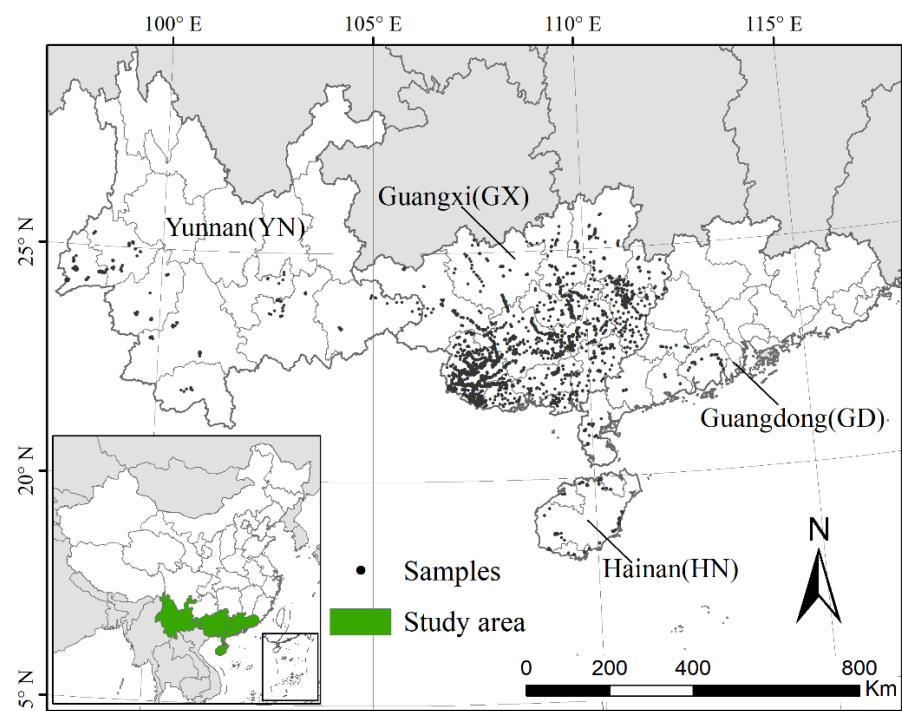 100° E 105° E 110° E 115° E
25° N
20° N
5° N
Yunnan(YN)
Guangxi(GX)
Guangdong(GD)
Hainan(HN)
Samples
Study area
N
0 200 400 800
Km